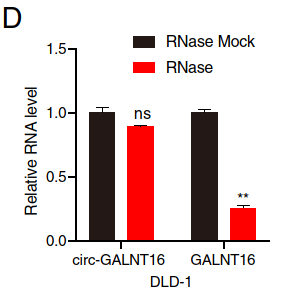 D
RNase Mock
RNase
Relative RNA level
1.5
1.0
0.5
0.0
ns
**
circ-GALNT16 GALNT16
DLD-1